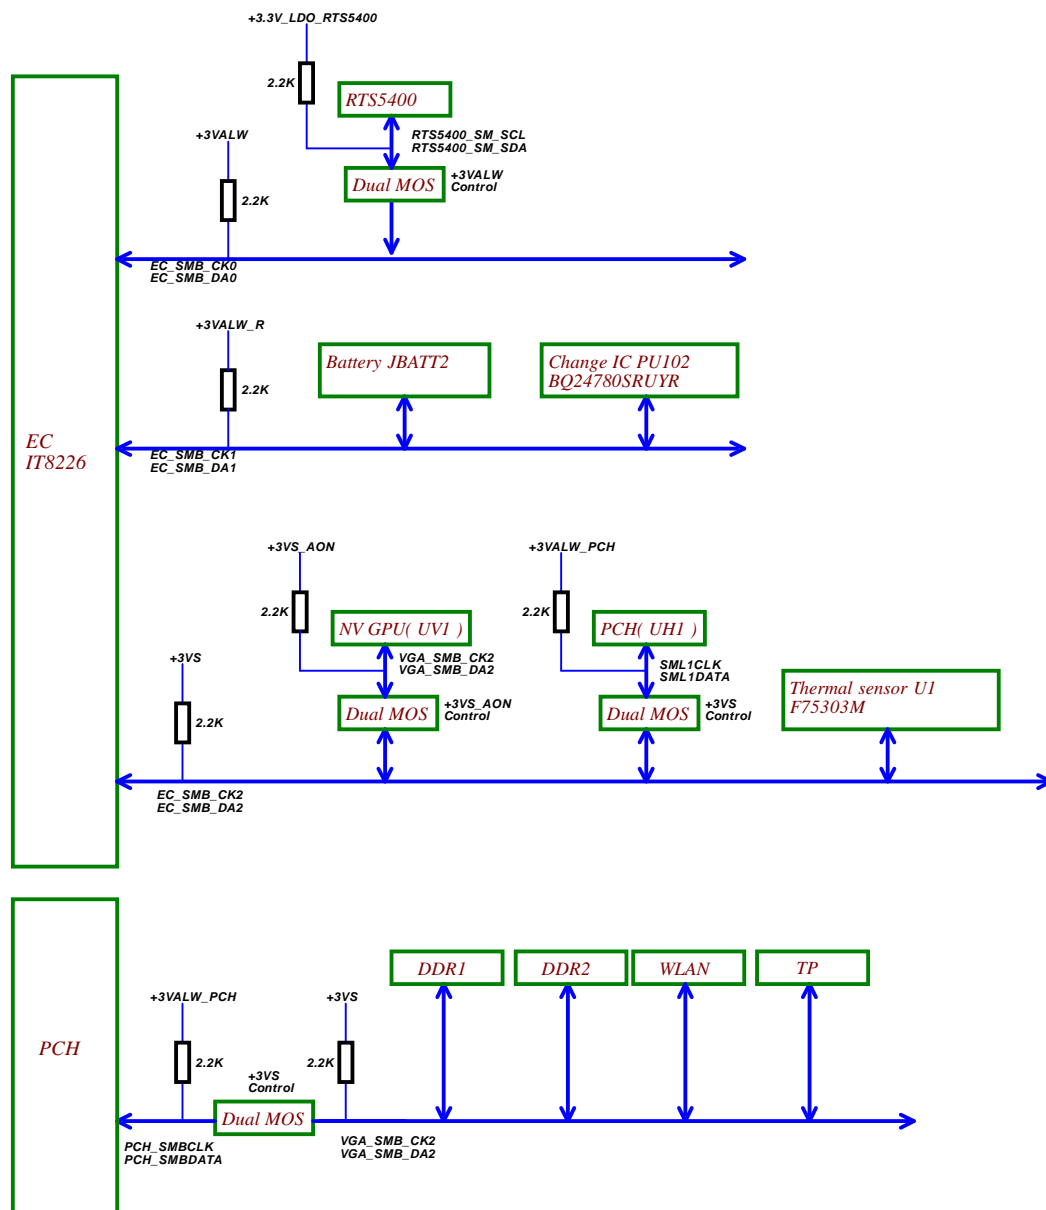 +3.3V_LDO_RTS5400
2.2K
RTS5400
+3VALW
RTS5400_SM_SCL
RTS5400_SM_SDA
Dual MOS
+3VALW
Control
2.2K
EC_SMB_CK0
EC_SMB_DA0
+3VALW_R
2.2K
Battery JBATT2
Change IC PU102
BQ24780SRUYR
EC
IT8226
EC_SMB_CK1
EC_SMB_DA1
+3VS_AON
+3VALW_PCH
2.2K
NV GPU( UV1 )
2.2K
PCH( UH1 )
+3VS
VGA_SMB_CK2
VGA_SMB_DA2
SML1CLK
SML1DATA
Thermal sensor U1
F75303M
2.2K
Dual MOS
+3VS_AON
Control
Dual MOS
+3VS
Control
EC_SMB_CK2
EC_SMB_DA2
DDR1
DDR2
WLAN
TP
+3VALW_PCH
+3VS
PCH
2.2K
2.2K
+3VS
Control
Dual MOS
PCH_SMBCLK
PCH_SMBDATA
VGA_SMB_CK2
VGA_SMB_DA2